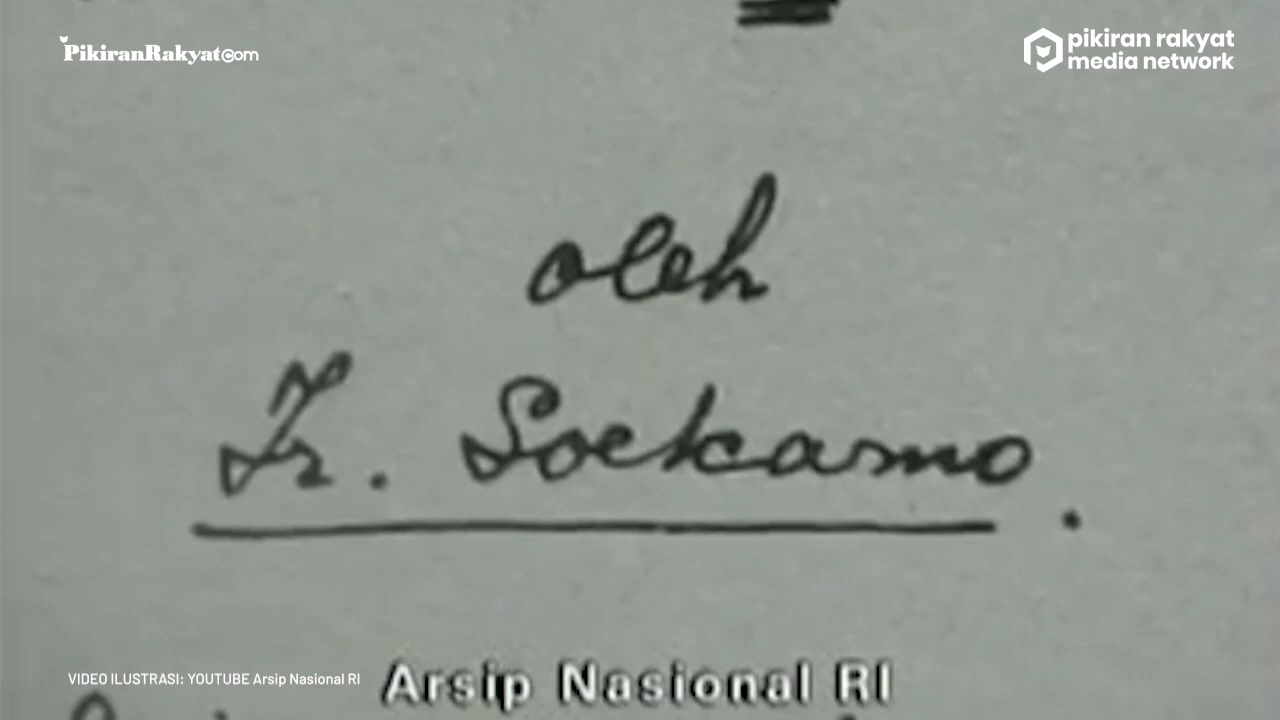 PikiranRakyat.com
pikiran rakyat
media network
oleh
Ir. Soekarno.
VIDEO ILUSTRASI: YOUTUBE Arsip Nasional RI
Arsip Nasional RI